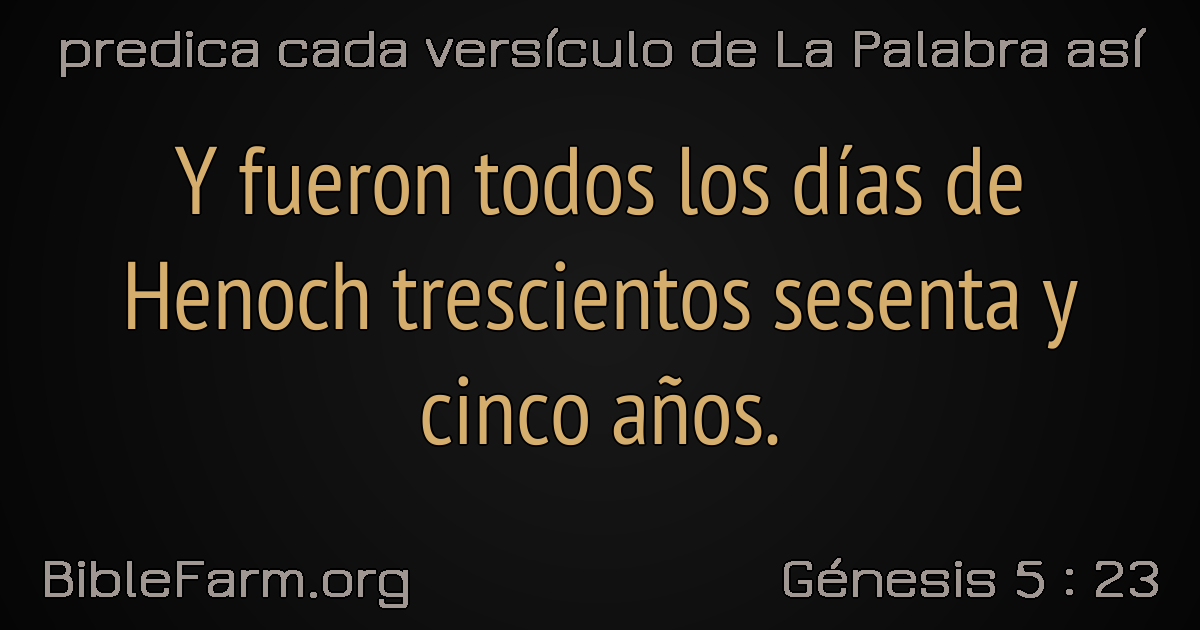 predica cada versículo de La Palabra así
Y fueron todos los días de
Henoch trescientos sesenta y
cinco años.
BibleFarm.org
Génesis 5 : 23